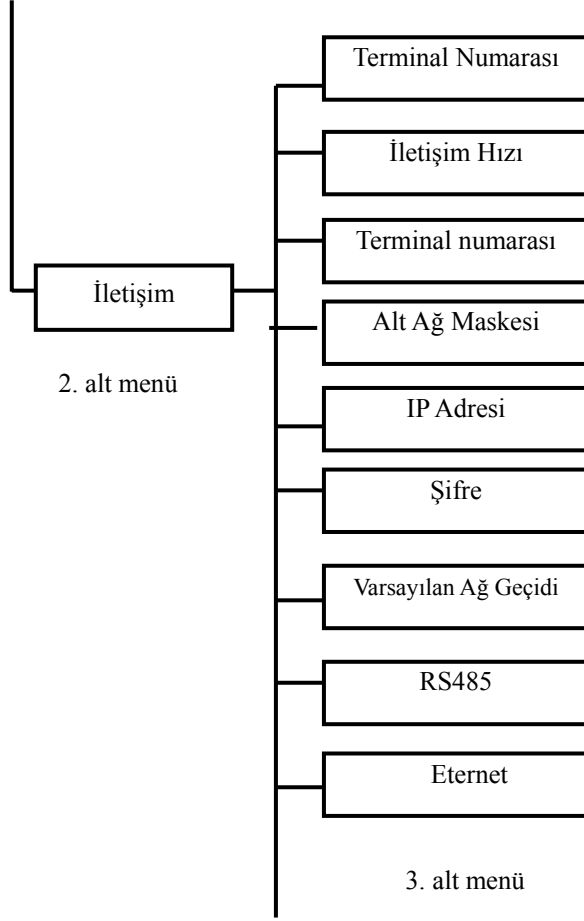 Terminal Numarası
İletişim Hızı
Terminal numarası
İletişim
Alt Ağ Maskesi
2. alt menü
IP Adresi
Şifre
Varsayılan Ağ Geçidi
RS485
Eternet
3. alt menü